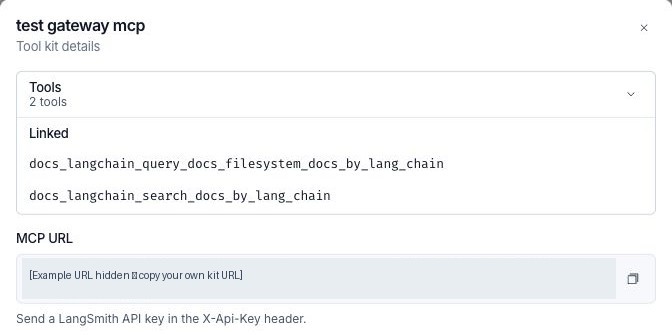 test gateway mcp
Tool kit details
Tools
2 tools
Linked
docs_langchain_query_docs_filesystem_docs_by_lang_chain
docs_langchain_search_docs_by_lang_chain
MCP URL
[Example URL hidden copy your own kit URL]
Send a LangSmith API key in the X-Api-Key header.